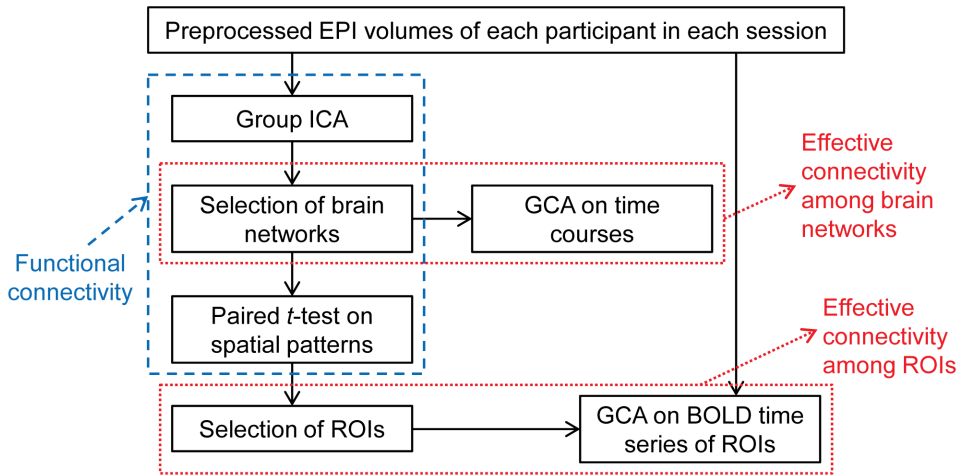 Preprocessed EPI volumes of each participant in each session
Group ICA
Selection of brain
networks
GCA on time
courses
Effective
connectivity
among brain
networks
Functional
connectivity
Paired t-test on
spatial patterns
Effective
connectivity
among ROIs
Selection of ROIs
GCA on BOLD time
series of ROIs